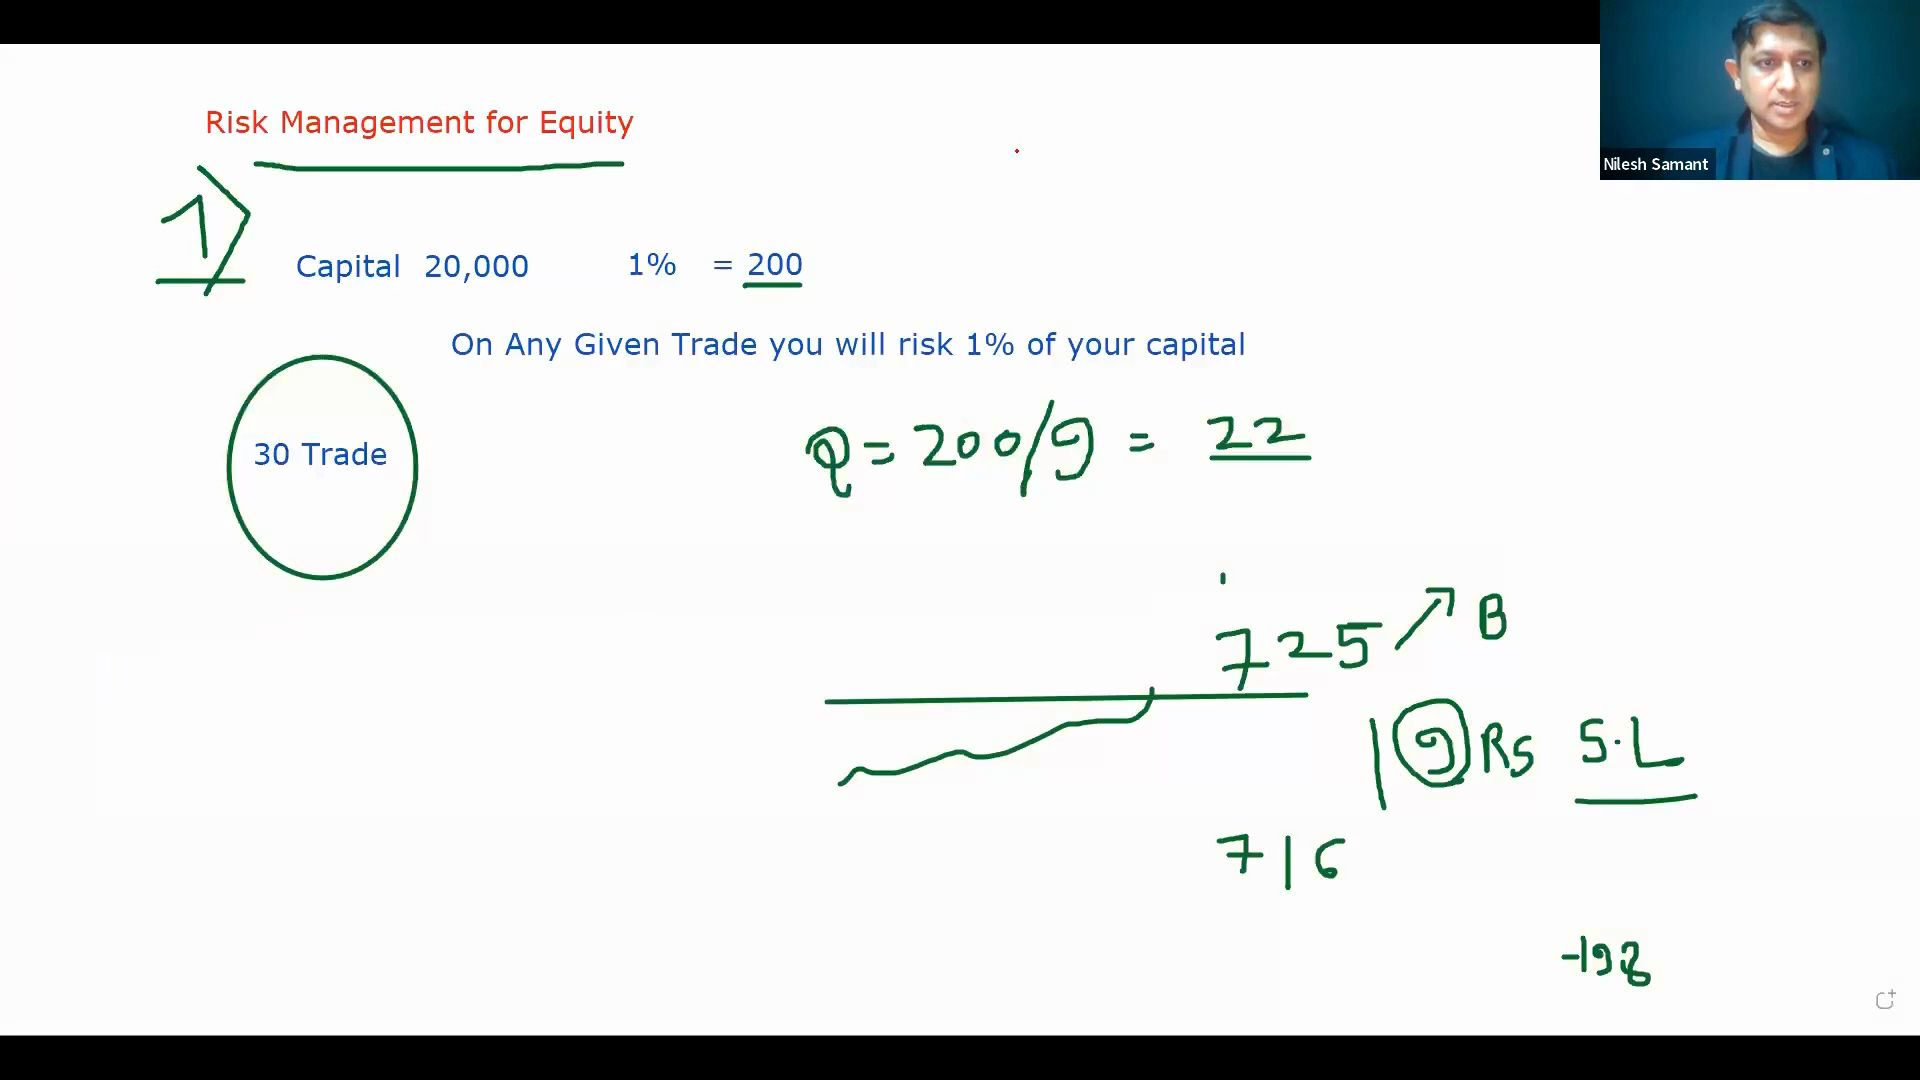 Nilesh Samant
Risk Management for Equity
1)
Capital 20,000 1% = 200
On Any Given Trade you will risk 1% of your capital
30 Trade
Q = 200/9 = 22
725 B
9 Rs S.L
716
-198